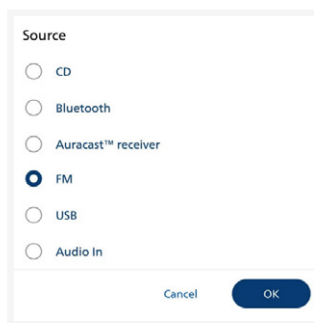 Source
CD
Bluetooth
Auracast™ receiver
FM
USB
Audio In
Cancel OK